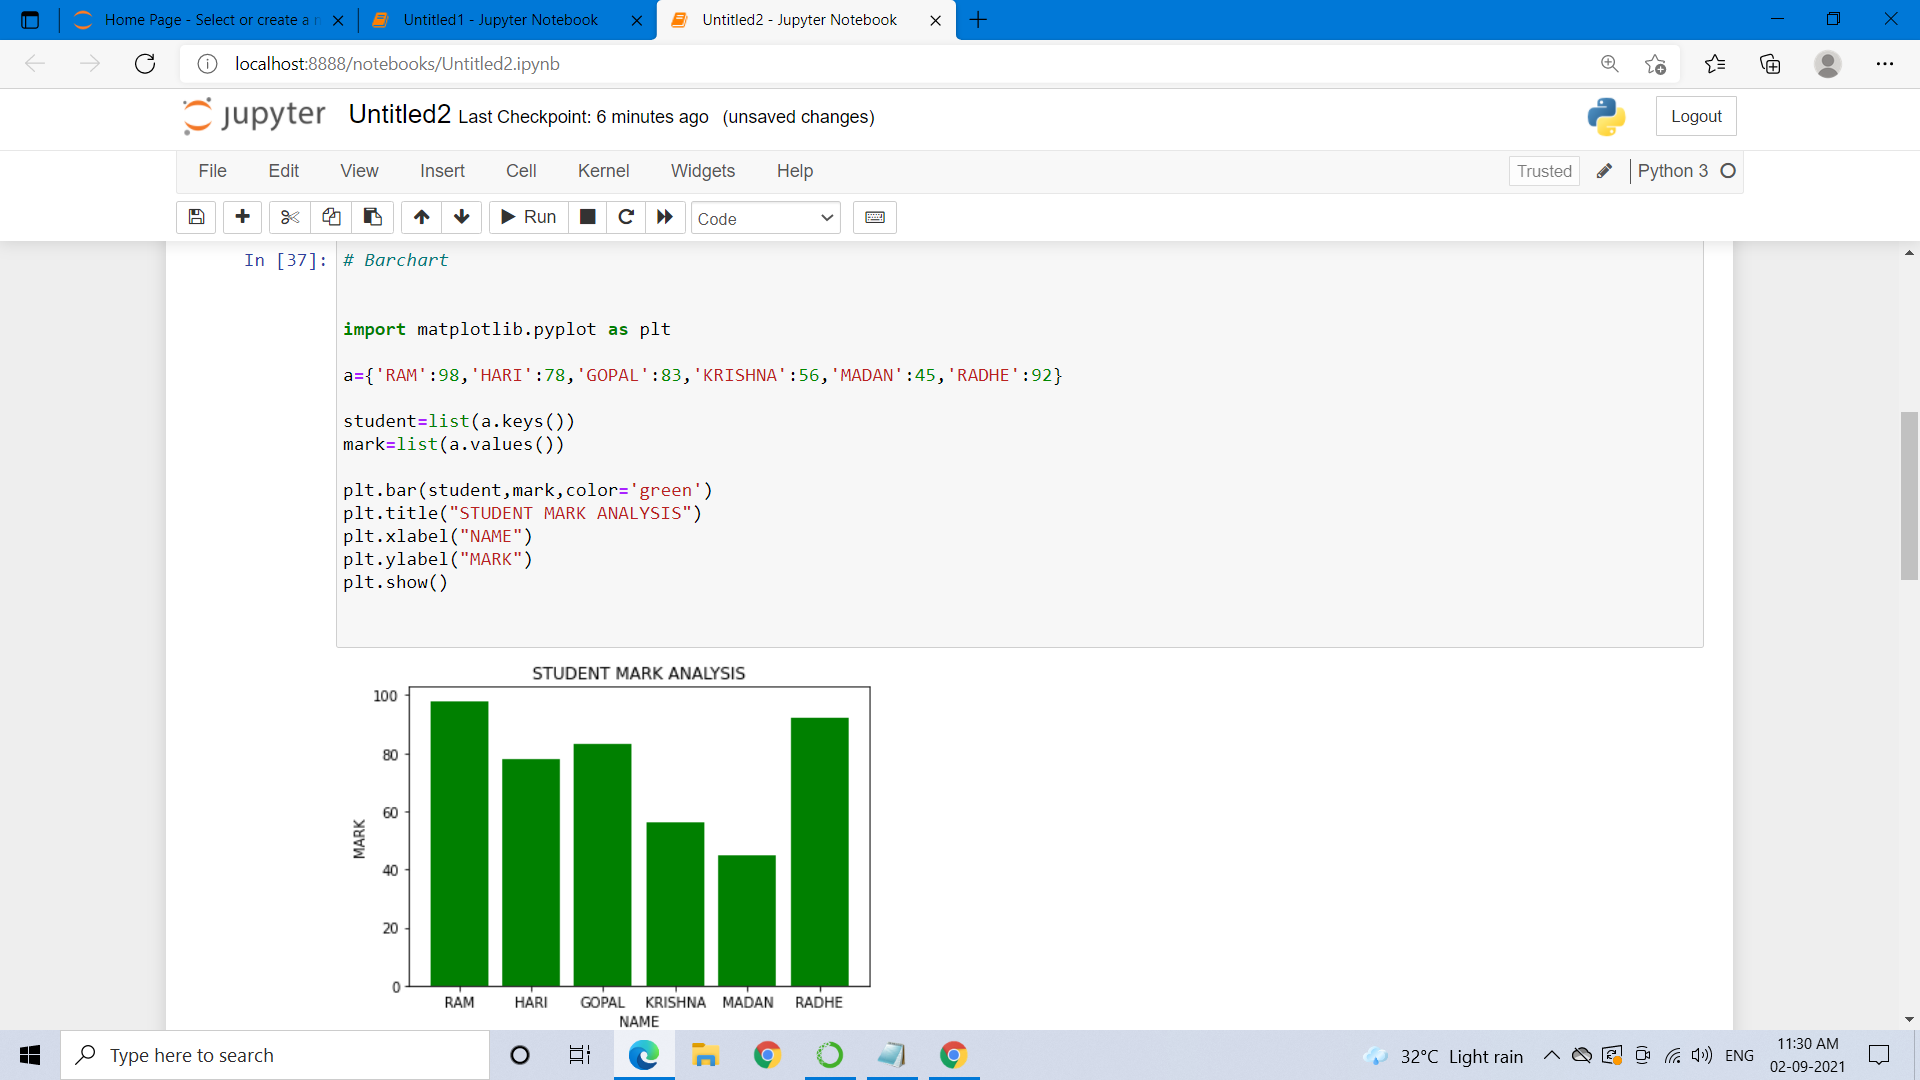 Home Page - Select or create a n
Untitled1 - Jupyter Notebook
Untitled2 - Jupyter Notebook
localhost:8888/notebooks/Untitled2.ipynb
jupyter Untitled2 Last Checkpoint: 6 minutes ago (unsaved changes)
Logout
File Edit View Insert Cell Kernel Widgets Help
Trusted Python 3
Run Code
In [37]: # Barchart
import matplotlib.pyplot as plt
a={'RAM':98,'HARI':78,'GOPAL':83,'KRISHNA':56,'MADAN':45,'RADHE':92}
student=list(a.keys())
mark=list(a.values())
plt.bar(student,mark,color='green')
plt.title("STUDENT MARK ANALYSIS")
plt.xlabel("NAME")
plt.ylabel("MARK")
plt.show()
STUDENT MARK ANALYSIS
100
80
60
MARK
40
20
0
RAM HARI GOPAL KRISHNA MADAN RADHE
NAME
Type here to search
32°C Light rain
ENG
11:30 AM
02-09-2021